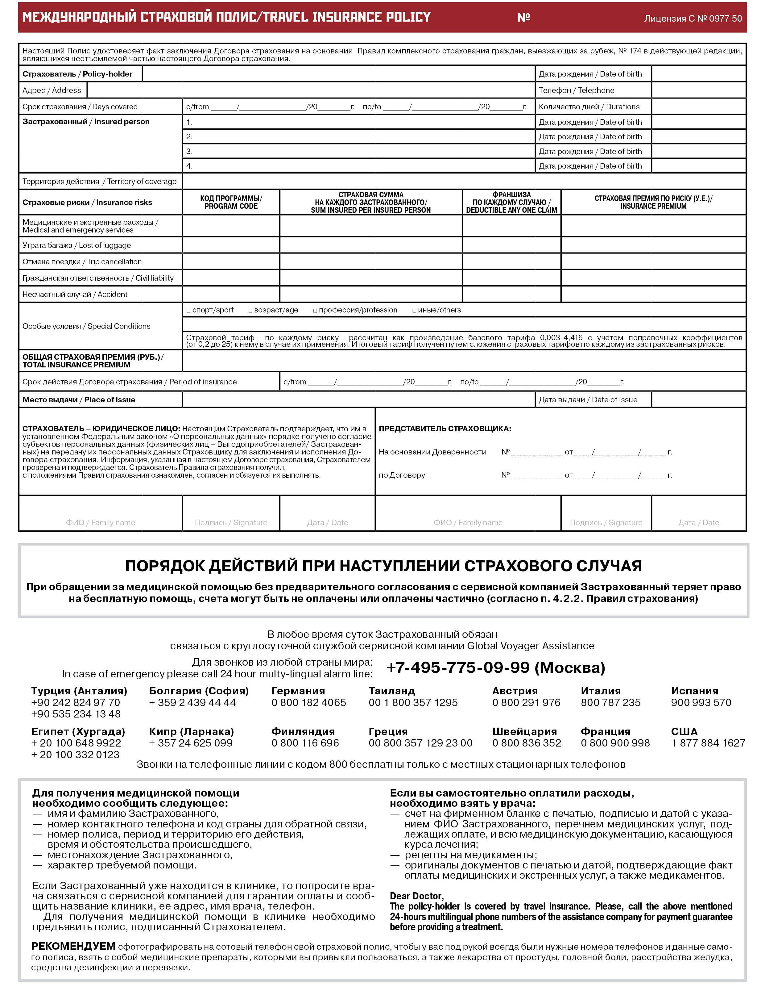 МЕЖДУНАРОДНЫЙ СТРАХОВОЙ ПОЛИС/TRAVEL INSURANCE POLICY № Лицензия С № 0977 50
Настоящий Полис удостоверяет факт заключения Договора страхования на основании Правил комплексного страхования граждан, выезжающих за рубеж, № 174 в действующей редакции,
являющихся неотъемлемой частью настоящего Договора страхования.
Страхователь / Policy-holder Дата рождения / Date of birth
Адрес / Address Телефон / Telephone
Срок страхования / Days covered с/from ______/________________/20________г. по/to ______/________________/20________г. Количество дней / Durations
Застрахованный / Insured person 1. Дата рождения / Date of birth
2. Дата рождения / Date of birth
3. Дата рождения / Date of birth
4. Дата рождения / Date of birth
Территория действия / Territory of coverage
Страховые риски / Insurance risks
КОД ПРОГРАММЫ/
PROGRAM CODE
СТРАХОВАЯ СУММА
НА КАЖДОГО ЗАСТРАХОВАННОГО/
SUM INSURED PER INSURED PERSON
ФРАНШИЗА
ПО КАЖДОМУ СЛУЧАЮ /
DEDUCTIBLE ANY ONE CLAIM
СТРАХОВАЯ ПРЕМИЯ ПО РИСКУ (У.Е.)/
INSURANCE PREMIUM
Медицинские и экстренные расходы /
Medical and emergency services
Утрата багажа / Lost of luggage
Отмена поездки / Trip cancellation
Гражданская ответственность / Civil liability
Несчастный случай / Accident
Особые условия / Special Conditions
□ спорт/sport □ возраст/age □ профессия/profession □ иные/others
Страховой тариф по каждому риску рассчитан как произведение базового тарифа 0,003-4,416 с учетом поправочных коэффициентов
(от 0,2 до 25) к нему в случае их применения. Итоговый тариф получен путем сложения страховых тарифов по каждому из застрахованных рисков.
ОБЩАЯ СТРАХОВАЯ ПРЕМИЯ (РУБ.)/
TOTAL INSURANCE PREMIUM
Срок действия Договора страхования / Period of insurance с/from ______/________________/20________г. по/to ______/________________/20________г.
Место выдачи / Place of issue Дата выдачи / Date of issue
СТРАХОВАТЕЛЬ – ЮРИДИЧЕСКОЕ ЛИЦО: Настоящим Страхователь подтверждает, что им в
установленном Федеральным законом «О персональных данных» порядке получено согласие
субъектов персональных данных (физических лиц – Выгодоприобретателей/ Застрахован-
ных) на передачу их персональных данных Страховщику для заключения и исполнения До-
говора страхования. Информация, указанная в настоящем Договоре страхования, Страхователем
проверена и подтверждается. Страхователь Правила страхования получил,
с положениями Правил страхования ознакомлен, согласен и обязуется их выполнять.
ПРЕДСТАВИТЕЛЬ СТРАХОВЩИКА:
На основании Доверенности № ____________ от ____/__________/______ г.
по Договору № ____________ от ____/__________/______ г.
ФИО / Family name Подпись / Signature Дата / Date ФИО / Family name Подпись / Signature Дата / Date
ПОРЯДОК ДЕЙСТВИЙ ПРИ НАСТУПЛЕНИИ СТРАХОВОГО СЛУЧАЯ
При обращении за медицинской помощью без предварительного согласования с сервисной компанией Застрахованный теряет право
на бесплатную помощь, счета могут быть не оплачены или оплачены частично (согласно п. 4.2.2. Правил страхования)
В любое время суток Застрахованный обязан
связаться с круглосуточной службой сервисной компании Global Voyager Assistance
Для звонков из любой страны мира:
In case of emergency please call 24 hour multy-lingual alarm line:
+7-495-775-09-99 (Москва)
Турция (Анталия) Болгария (София) Германия Таиланд Австрия Италия Испания
+90 242 824 97 70 + 359 2 439 44 44 0 800 182 4065 00 1 800 357 1295 0 800 291 976 800 787 235 900 993 570
+90 535 234 13 48
Египет (Хургада) Кипр (Ларнака) Финляндия Греция Швейцария Франция США
+ 20 100 648 9922 + 357 24 625 099 0 800 116 696 00 800 357 129 23 00 0 800 836 352 0 800 900 998 1 877 884 1627
+ 20 100 332 0123
Звонки на телефонные линии с кодом 800 бесплатны только с местных стационарных телефонов
Для получения медицинской помощи
необходимо сообщить следующее:
— имя и фамилию Застрахованного,
— номер контактного телефона и код страны для обратной связи,
— номер полиса, период и территорию его действия,
— время и обстоятельства происшедшего,
— местонахождение Застрахованного,
— характер требуемой помощи.
Если Застрахованный уже находится в клинике, то попросите вра-
ча связаться с сервисной компанией для гарантии оплаты и сооб-
щить название клиники, ее адрес, имя врача, телефон.
Для получения медицинской помощи в клинике необходимо
предъявить полис, подписанный Страхователем.
Если вы самостоятельно оплатили расходы,
необходимо взять у врача:
— счет на фирменном бланке с печатью, подписью и датой с указа-
нием ФИО Застрахованного, перечнем медицинских услуг, под-
лежащих оплате, и всю медицинскую документацию, касающуюся
курса лечения;
— рецепты на медикаменты;
— оригиналы документов с печатью и датой, подтверждающие факт
оплаты медицинских и экстренных услуг, а также медикаментов.
Dear Doctor,
The policy-holder is covered by travel insurance. Please, call the above mentioned
24-hours multilingual phone numbers of the assistance company for payment guarantee
before providing a treatment.
РЕКОМЕНДУЕМ сфотографировать на сотовый телефон свой страховой полис, чтобы у вас под рукой всегда были нужные номера телефонов и данные само-
го полиса, взять с собой медицинские препараты, которыми вы привыкли пользоваться, а также лекарства от простуды, головной боли, расстройства желудка,
средства дезинфекции и перевязки.